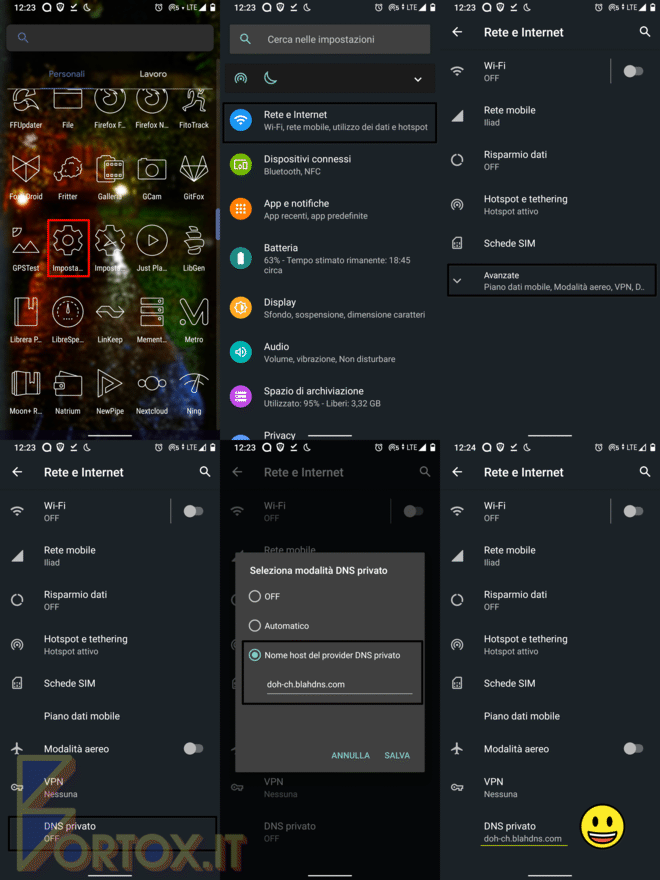 12:23
LTE
Personali
Lavoro
FFUpdater
File
Firefox F...
Firefox N...
FitoTrack
Fritter
Galleria
GCam
GitFox
GPSTest
Imposta...
Imposta...
Just Pla...
LibGen
Librera P...
LibreSpe...
LinKeep
Mement...
Metro
Moon+ R...
Natrium
NewPipe
Nextcloud
Ning
12:23
LTE
Cerca nelle impostazioni
Rete e Internet
Wi-Fi, rete mobile, utilizzo dei dati e hotspot
Dispositivi connessi
Bluetooth, NFC
App e notifiche
App recenti, app predefinite
Batteria
63% - Tempo stimato rimanente: 18:45
circa
Display
Sfondo, sospensione, dimensione caratteri
Audio
Volume, vibrazione, Non disturbare
Spazio di archiviazione
Utilizzato: 95% - Liberi: 3,32 GB
Privacy
12:23
LTE
Rete e Internet
Wi-Fi
OFF
Rete mobile
Iliad
Risparmio dati
OFF
Hotspot e tethering
Hotspot attivo
Schede SIM
Avanzate
Piano dati mobile, Modalità aereo, VPN, D..
12:23
LTE
Rete e Internet
Wi-Fi
OFF
Rete mobile
Iliad
Risparmio dati
OFF
Hotspot e tethering
Hotspot attivo
Schede SIM
Piano dati mobile
Modalità aereo
VPN
Nessuna
DNS privato
OFF
FORTOX.IT
12:23
LTE
Rete e Internet
Wi-Fi
OFF
Rete mobile
Seleziona modalità DNS privato
OFF
Automatico
Nome host del provider DNS privato
doh-ch.blahdns.com
ANNULLA SALVA
VPN
Nessuna
DNS privato
OFF
12:24
LTE
Rete e Internet
Wi-Fi
OFF
Rete mobile
Iliad
Risparmio dati
OFF
Hotspot e tethering
Hotspot attivo
Schede SIM
Piano dati mobile
Modalità aereo
VPN
Nessuna
DNS privato
doh-ch.blahdns.com